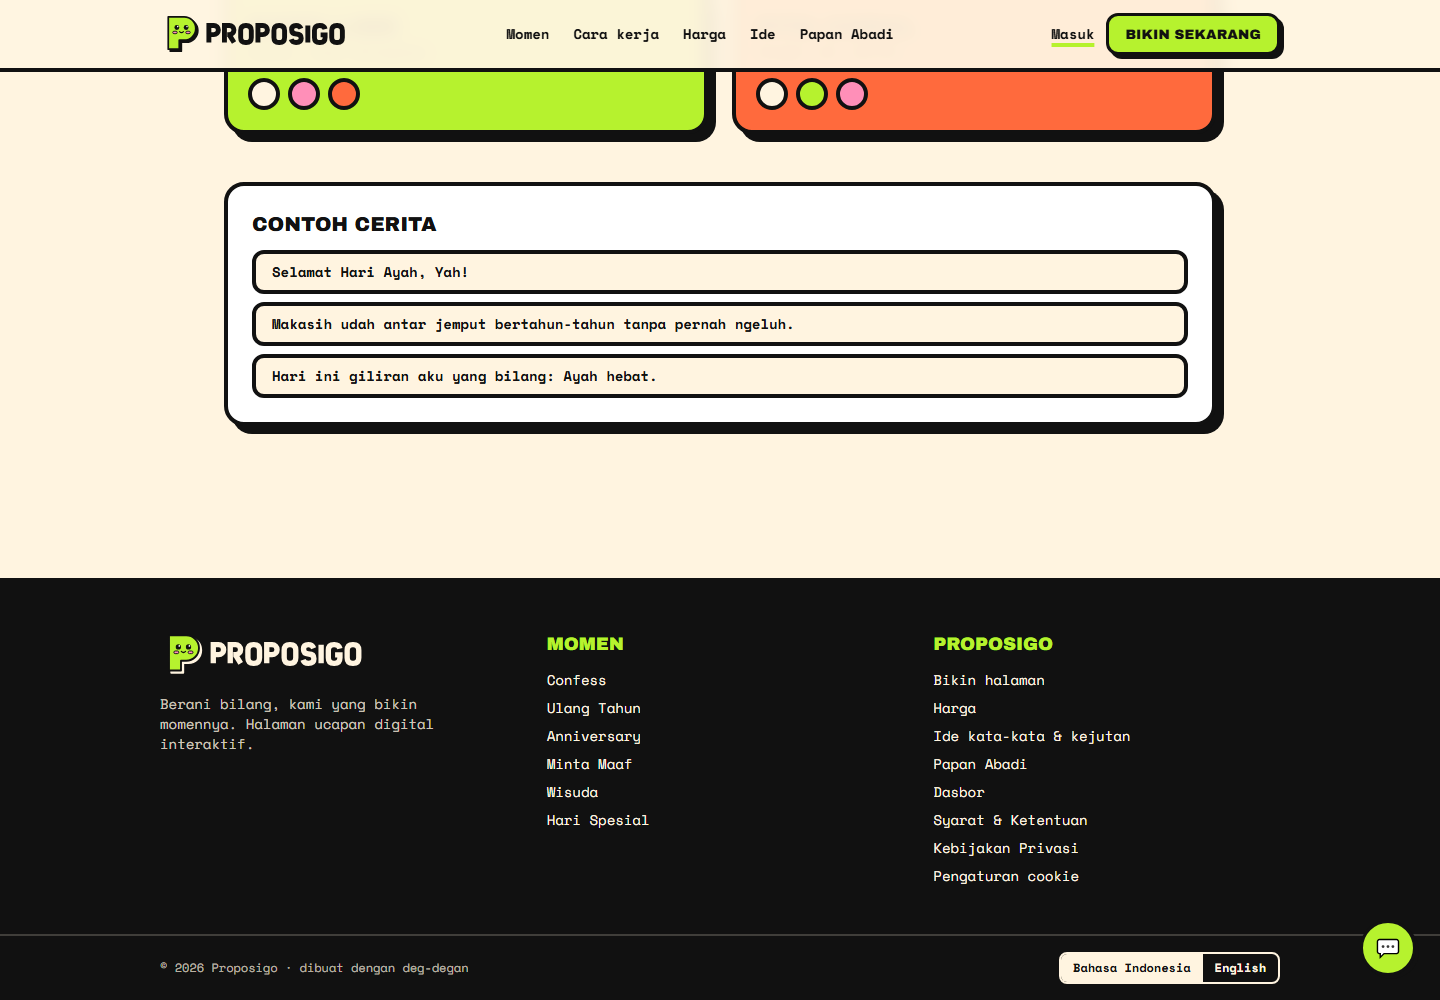 PROPOSIGO
Momen
Cara kerja
Harga
Ide
Papan Abadi
Masuk
BIKIN SEKARANG
CONTOH CERITA
Selamat Hari Ayah, Yah!
Makasih udah antar jemput bertahun-tahun tanpa pernah ngeluh.
Hari ini giliran aku yang bilang: Ayah hebat.
PROPOSIGO
Berani bilang, kami yang bikin
momennya. Halaman ucapan digital
interaktif.
MOMEN
Confess
Ulang Tahun
Anniversary
Minta Maaf
Wisuda
Hari Spesial
PROPOSIGO
Bikin halaman
Harga
Ide kata-kata & kejutan
Papan Abadi
Dasbor
Syarat & Ketentuan
Kebijakan Privasi
Pengaturan cookie
© 2026 Proposigo · dibuat dengan deg-degan
Bahasa Indonesia
English